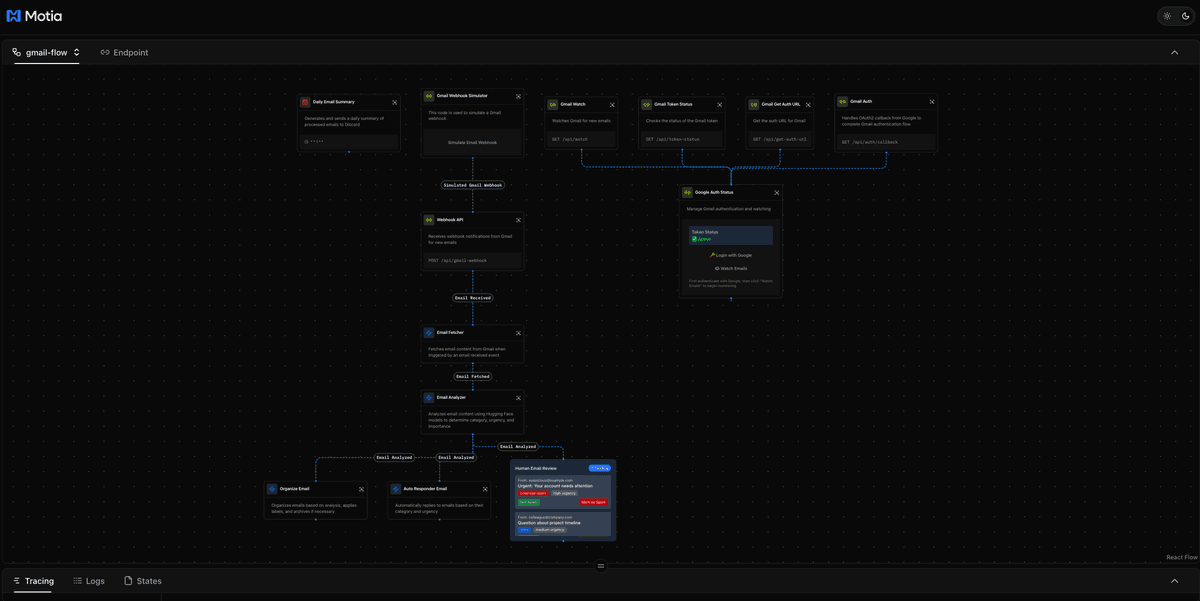 Motia
gmail-flow
Endpoint
Daily Email Summary
Generates and sends a daily summary of
processed emails to Discord
Gmail Webhook Simulator
This node is used to simulate a Gmail
webhook.
Simulate Email Webhook
Gmail Watch
Watches Gmail for new emails
GET /api/watch
Gmail Token Status
Checks the status of the Gmail token
GET /api/token-status
Gmail Get Auth URL
Get the auth URL for Gmail
GET /api/get-auth-url
Gmail Auth
Handles OAuth2 callback from Google to
complete Gmail authentication flow
GET /api/auth/callback
Simulated Gmail Webhook
Google Auth Status
Manage Gmail authentication and watching
Token Status
Active
Login with Google
Watch Emails
First authenticate with Google, then click "Watch
Emails" to begin monitoring
Webhook API
Receives webhook notifications from Gmail
for new emails
POST /api/gmail-webhook
Email Received
Email Fetcher
Fetches email content from Gmail when
triggered by an email received event
Email Fetched
Email Analyzer
Analyzes email content using Hugging Face
models to determine category, urgency, and
importance
Email Analyzed
Email Analyzed
Email Analyzed
Organize Email
Organizes emails based on analysis, applies
labels, and archives if necessary
Auto Responder Email
Automatically replies to emails based on their
category and urgency
Human Email Review
Urgent: Your account needs attention
high urgency
Mark as Spam
From: colleague@company.com
Question about project timeline
medium urgency
React Flow
Tracing
Logs
States